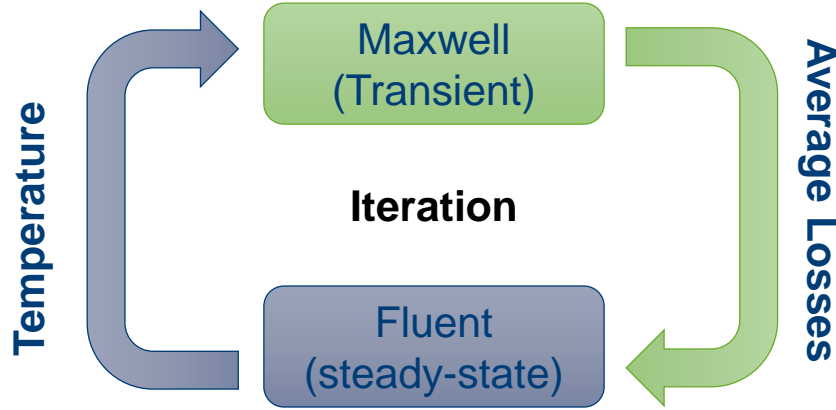 Maxwell
(Transient)
Temperature
Iteration
Average Losses
Fluent
(steady-state)